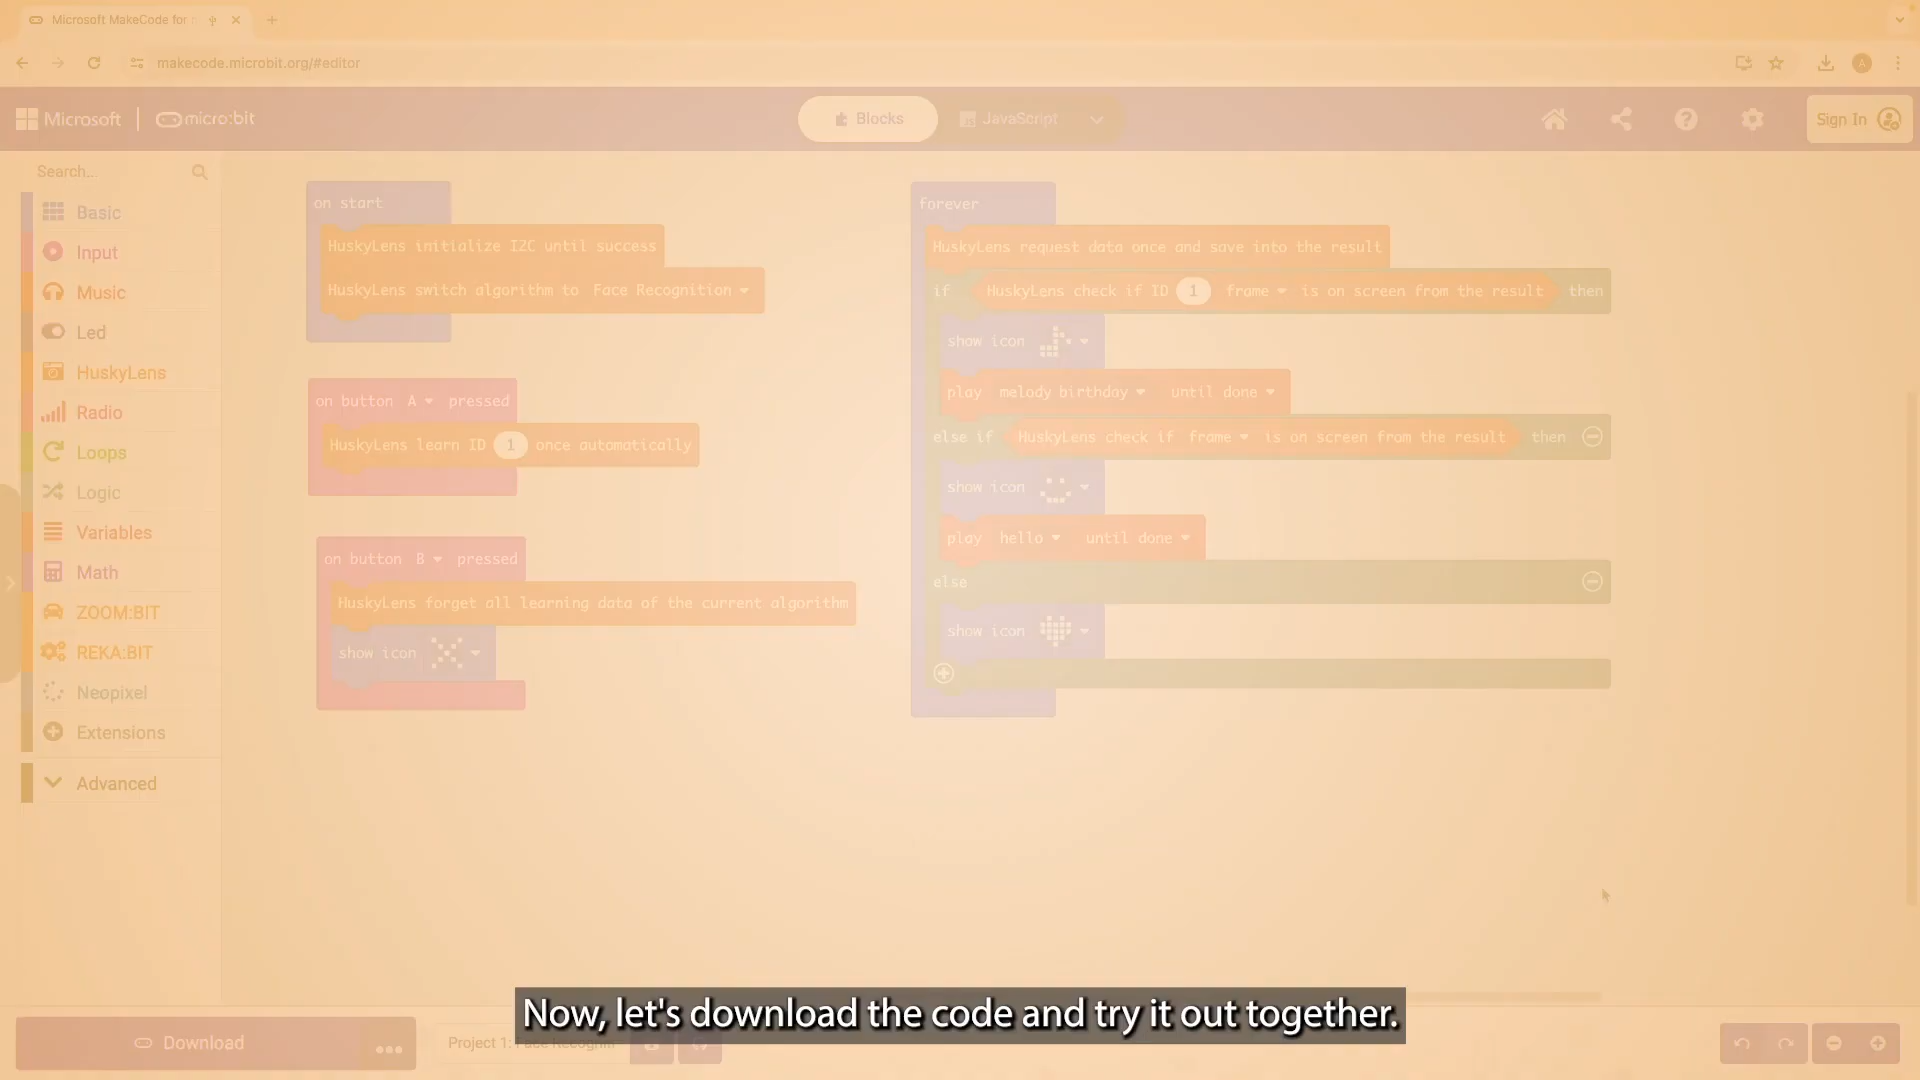 Microsoft MakeCode for
makecode.microbit.org/#editor
A
Microsoft
micro:bit
Blocks
JavaScript
Sign In
Search...
Basic
Input
Music
Led
HuskyLens
Radio
Loops
Logic
Variables
Math
ZOOM:BIT
REKA:BIT
Neopixel
Extensions
Advanced
on start
HuskyLens initialize I2C until success
HuskyLens switch algorithm to Face Recognition
on button A pressed
HuskyLens learn ID 1 once automatically
on button B pressed
HuskyLens forget all learning data of the current algorithm
show icon
forever
HuskyLens request data once and save into the result
if HuskyLens check if ID 1 frame is on screen from the result then
show icon
play melody birthday until done
else if HuskyLens check if frame is on screen from the result then
show icon
play hello until done
else
show icon
Now, let's download the code and try it out together.
Download
Project 1: Face Recogni